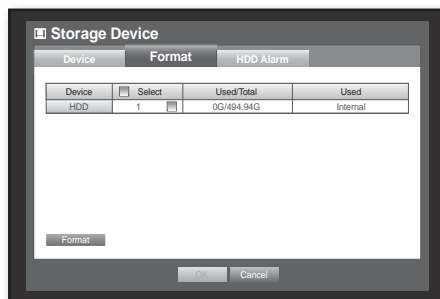 Storage Device
Device Format HDD Alarm
Device Select Used/Total Used
HDD 1 0G/494.94G Internal
Format
OK Cancel